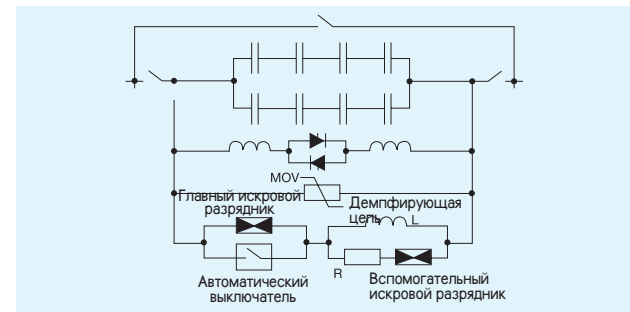 MOV
Главный искровой
разрядник
Демпфирующая
цепь
L
R
Автоматический
выключатель
Вспомогательный
искровой разрядник